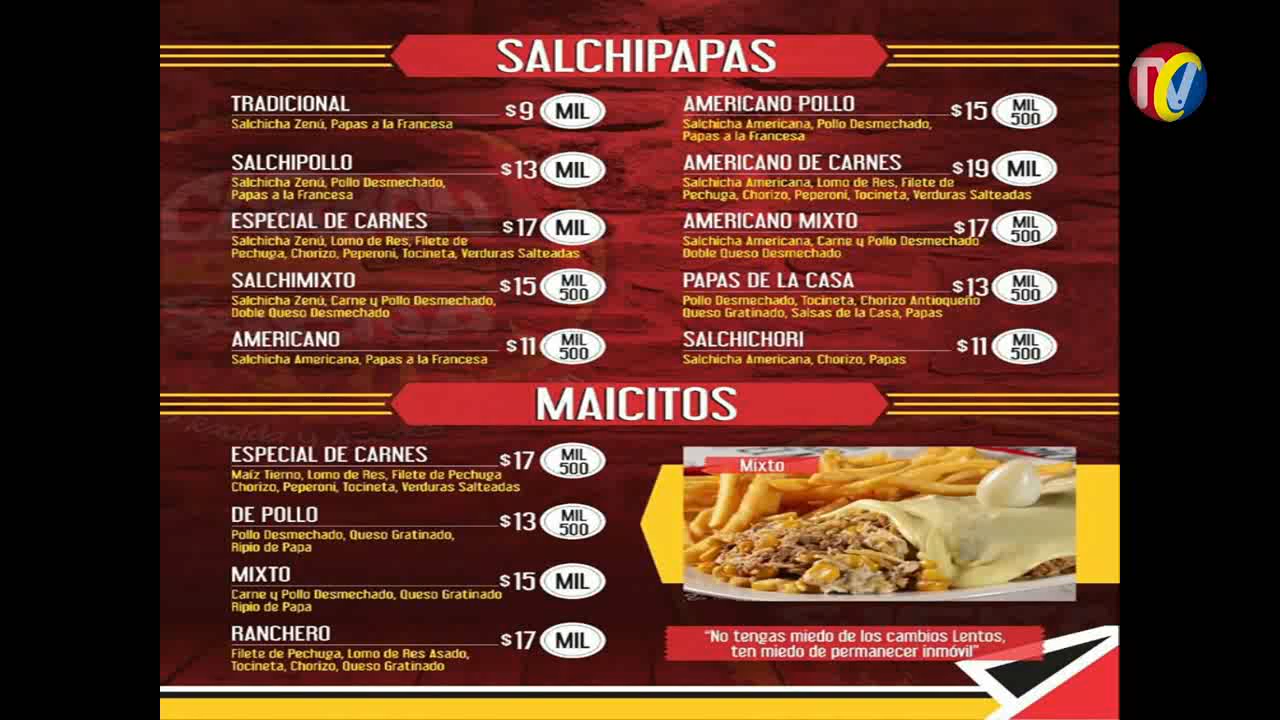 SALCHIPAPAS
TRADICIONAL
$9 MIL
Salchicha Zenú, Papas a la Francesa
SALCHIPOLLO
$13 MIL
Salchicha Zenú, Pollo Desmechado,
Papas a la Francesa
ESPECIAL DE CARNES
$17 MIL
Salchicha Zenú, Lomo de Res, Filete de
Pechuga, Chorizo, Peperoni, Tocineta, Verduras Salteadas
SALCHIMIXTO
$15 MIL 500
Salchicha Zenú, Carne y Pollo Desmechado,
Doble Queso Desmechado
AMERICANO
$11 MIL 500
Salchicha Americana, Papas a la Francesa
AMERICANO POLLO
$15 MIL 500
Salchicha Americana, Pollo Desmechado,
Papas a la Francesa
AMERICANO DE CARNES
$19 MIL
Salchicha Americana, Lomo de Res, Filete de
Pechuga, Chorizo, Peperoni, Tocineta, Verduras Salteadas
AMERICANO MIXTO
$17 MIL 500
Salchicha Americana, Carne y Pollo Desmechado
Doble Queso Desmechado
PAPAS DE LA CASA
$13 MIL 500
Pollo Desmechado, Tocineta, Chorizo Antioqueño
Queso Gratinado, Salsas de la Casa, Papas
SALCHICHORI
$11 MIL 500
Salchicha Americana, Chorizo, Papas
MAICITOS
ESPECIAL DE CARNES
$17 MIL 500
Maíz Tierno, Lomo de Res, Filete de Pechuga
Chorizo, Peperoni, Tocineta, Verduras Salteadas
DE POLLO
$13 MIL 500
Pollo Desmechado, Queso Gratinado,
Ripio de Papa
MIXTO
$15 MIL
Carne y Pollo Desmechado, Queso Gratinado
Ripio de Papa
RANCHERO
$17 MIL
Filete de Pechuga, Lomo de Res Asado,
Tocineta, Chorizo, Queso Gratinado
Mixto
"No tengas miedo de los cambios Lentos,
ten miedo de permanecer inmóvil"
TVC